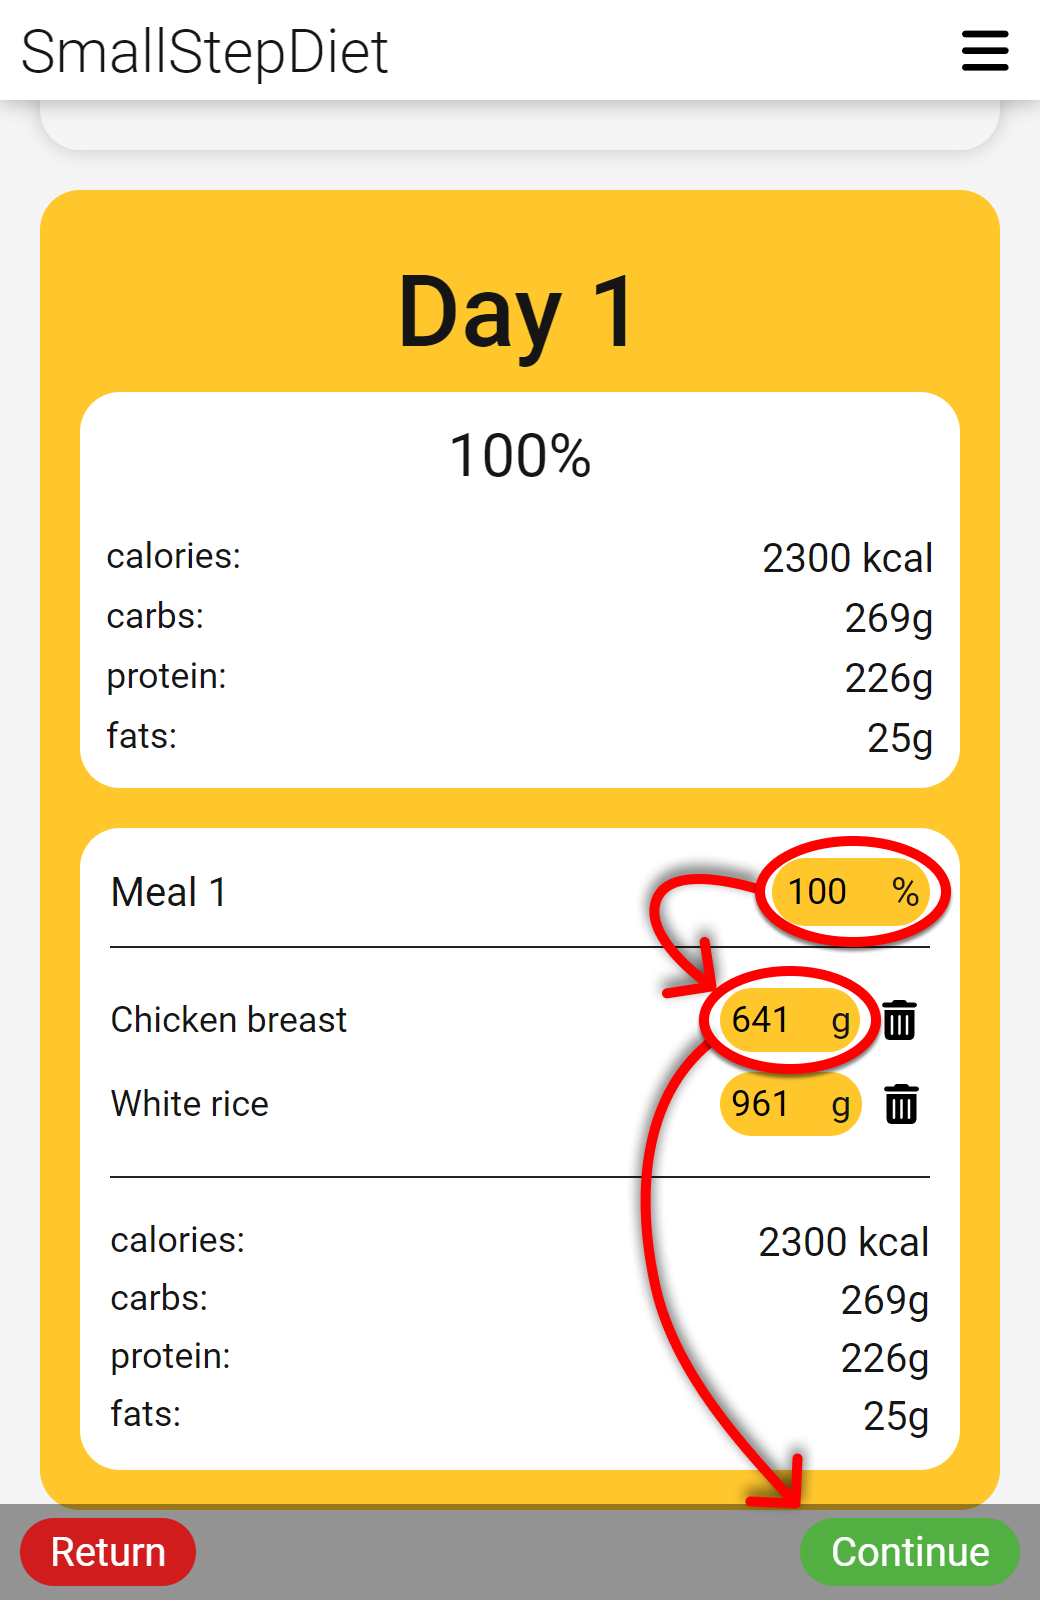 SmallStepDiet
Day 1
100%
calories: 2300 kcal
carbs: 269g
protein: 226g
fats: 25g
Meal 1 100 %
Chicken breast 641 g
White rice 961 g
calories: 2300 kcal
carbs: 269g
protein: 226g
fats: 25g
Return Continue